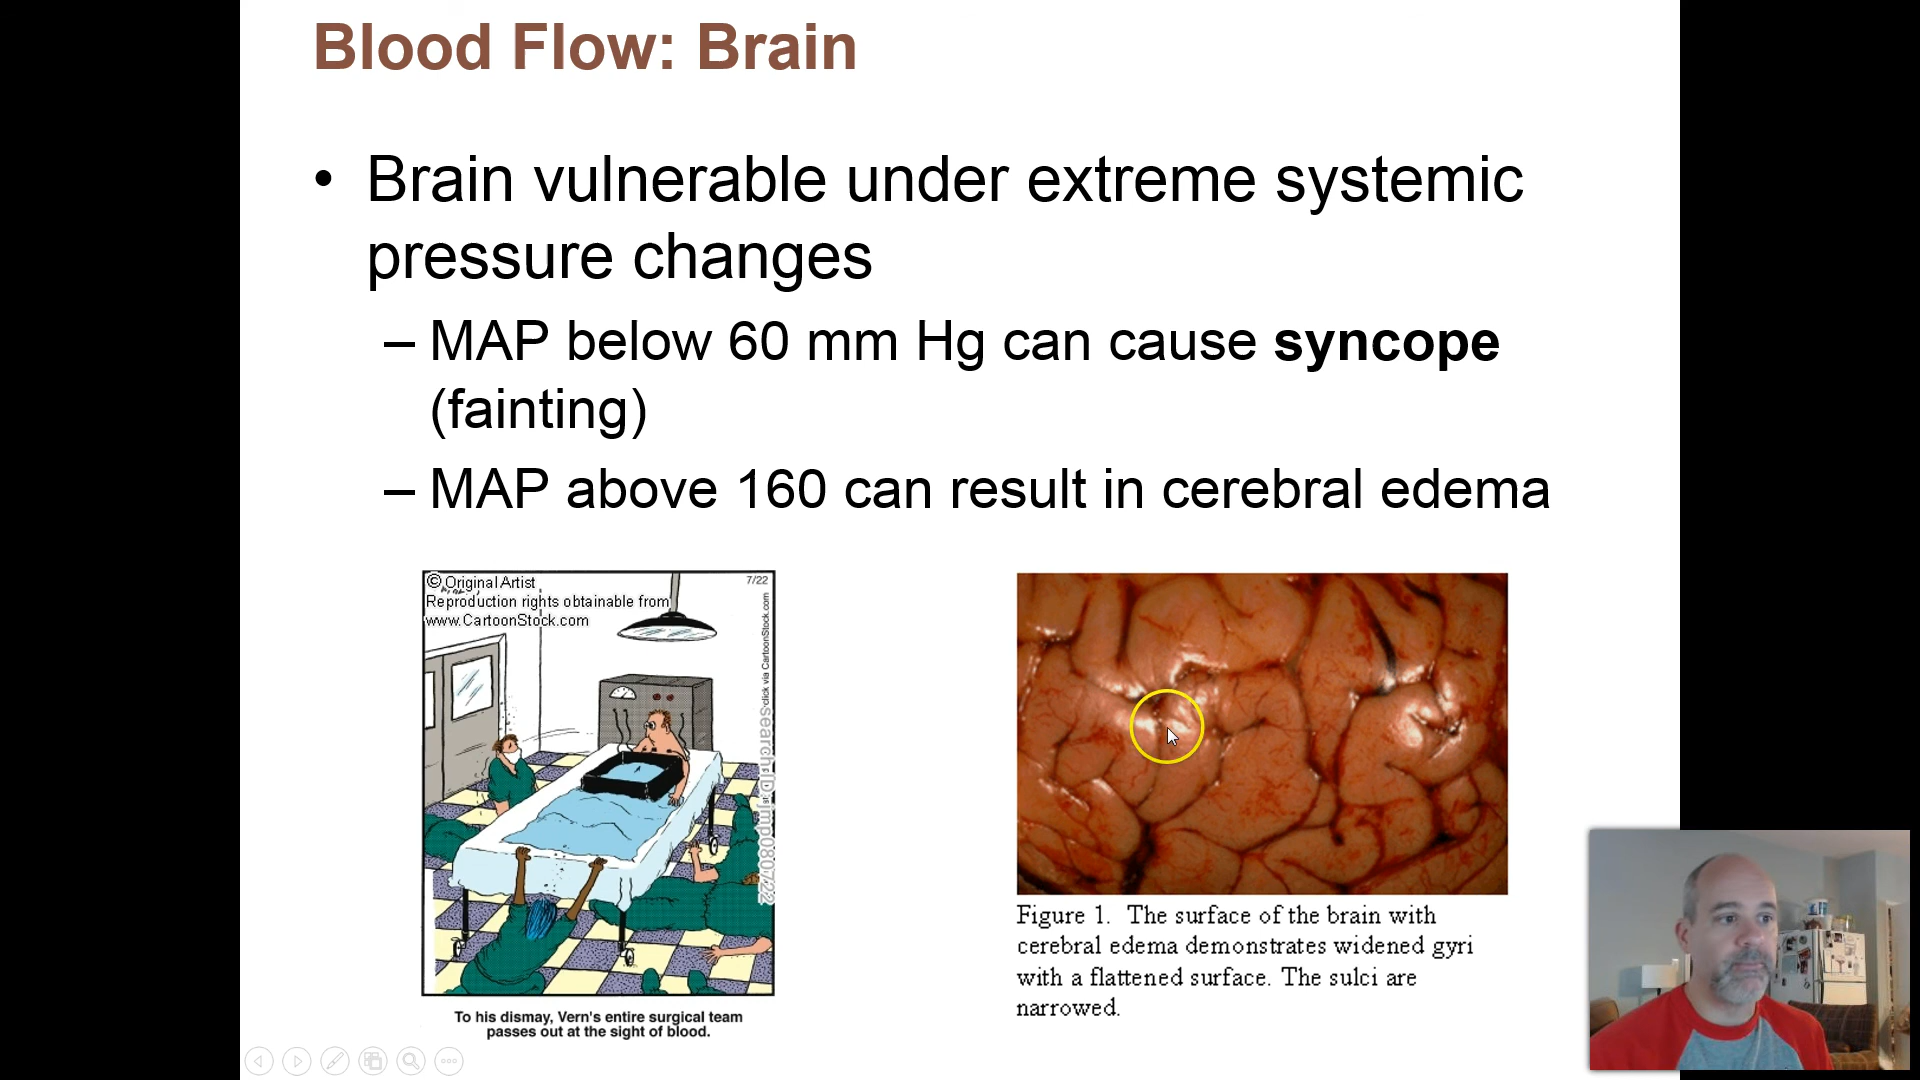 Blood Flow: Brain
• Brain vulnerable under extreme systemic
pressure changes
– MAP below 60 mm Hg can cause syncope
(fainting)
– MAP above 160 can result in cerebral edema
© Original Artist
Reproduction rights obtainable from
www.CartoonStock.com
7/22
To his dismay, Vern's entire surgical team
passes out at the sight of blood.
Figure 1. The surface of the brain with
cerebral edema demonstrates widened gyri
with a flattened surface. The sulci are
narrowed.